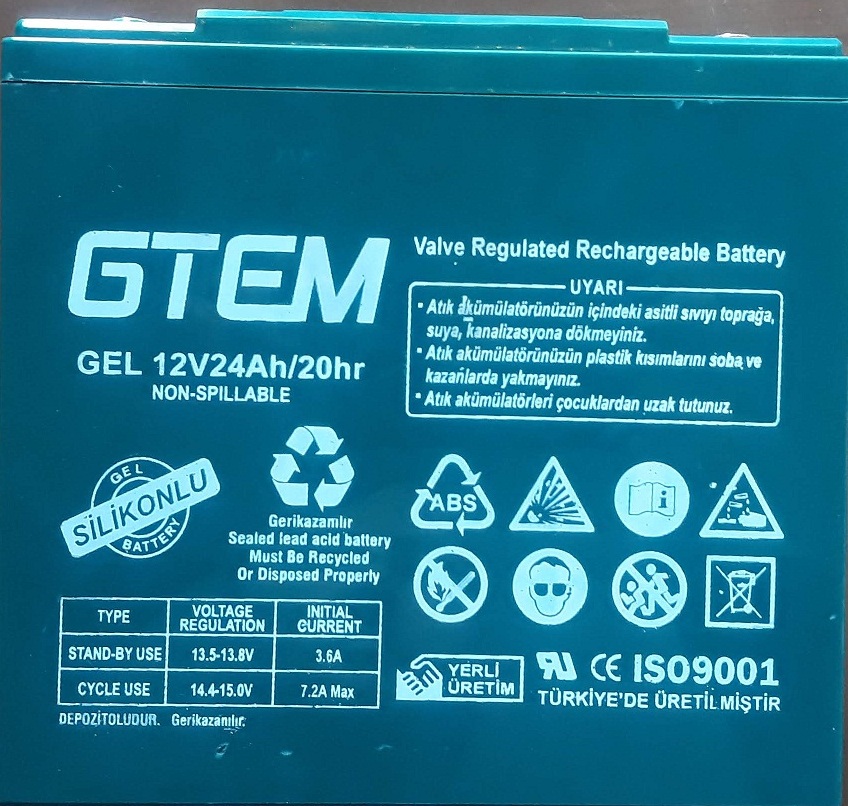 GTEM
GEL 12V24Ah/20hr
NON-SPILLABLE
Valve Regulated Rechargeable Battery
UYARI
▪ Atık akümülatörünüzün içindeki asitli sıvıyı toprağa,
suya, kanalizasyona dökmeyiniz.
▪ Atık akümülatörünüzün plastik kısımlarını soba ve
kazanlarda yakmayınız.
▪ Atık akümülatörleri çocuklardan uzak tutunuz.
GEL
SİLİKONLU
BATTERY
Gerikazanılır
Sealed lead acid battery
Must Be Recycled
Or Disposed Properly
ABS
i
TYPE VOLTAGE REGULATION INITIAL CURRENT
STAND-BY USE 13.5-13.8V 3.6A
CYCLE USE 14.4-15.0V 7.2A Max
DEPOZİTOLUDUR. Gerikazanılır.
YERLİ
ÜRETİM
CE ISO9001
TÜRKİYE'DE ÜRETİLMİŞTİR